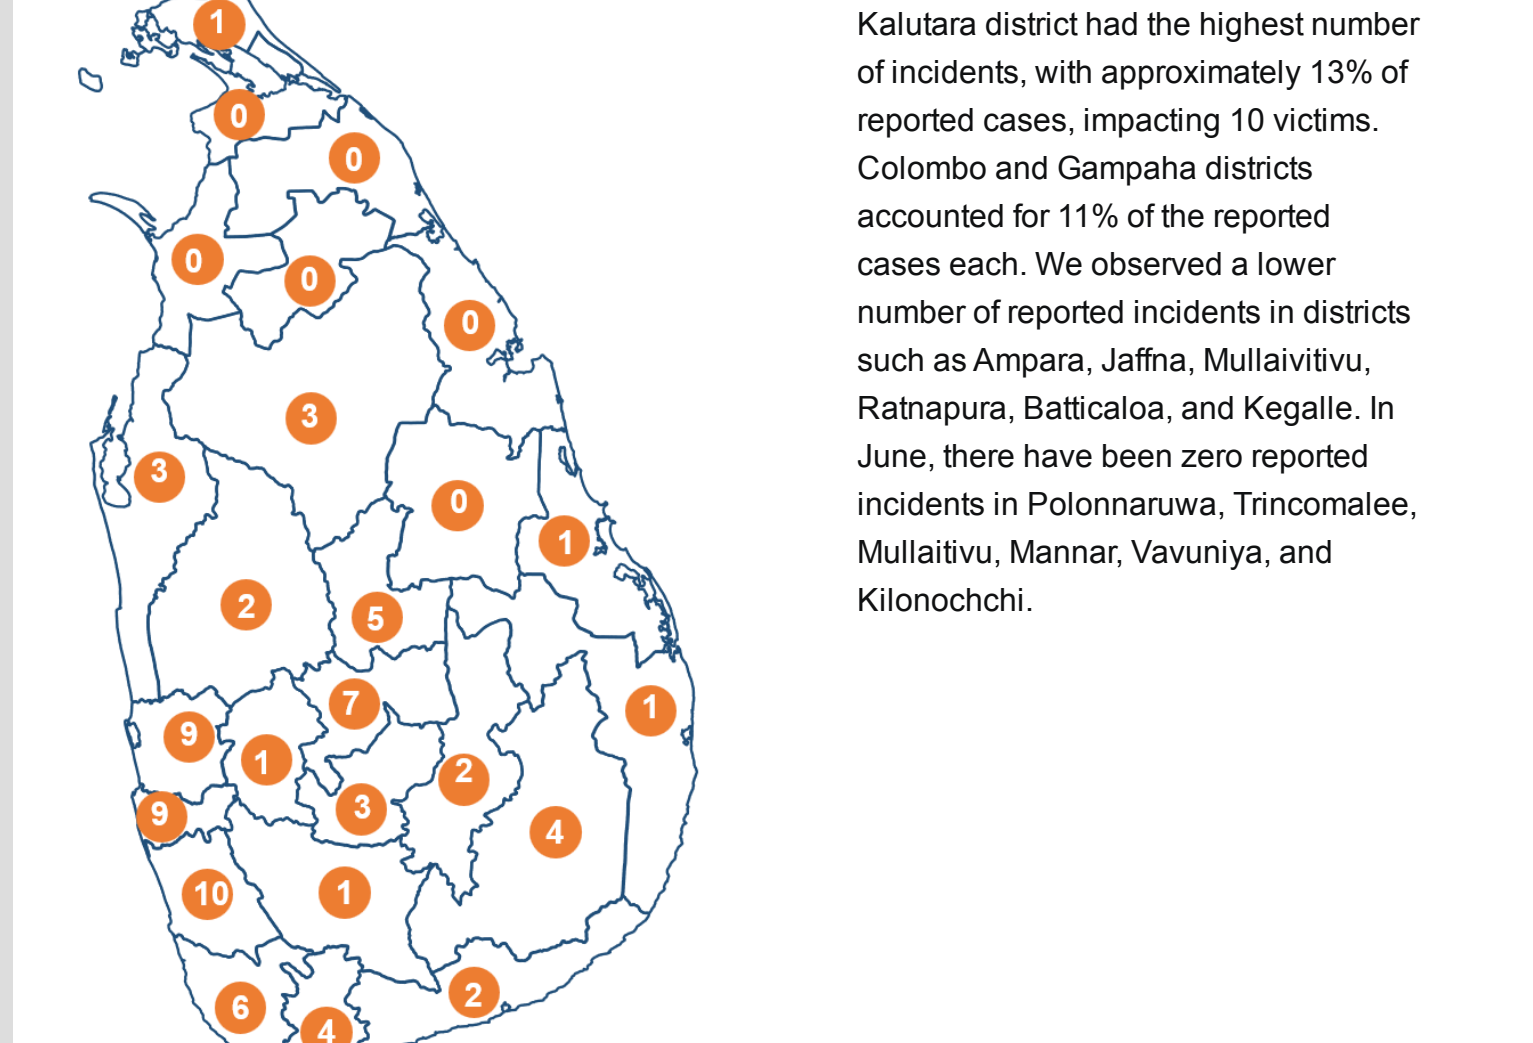 1
0
0
0
0
0
3
3
0
1
2
5
7
1
9
1
2
3
9
4
10
1
6
2
4
Kalutara district had the highest number
of incidents, with approximately 13% of
reported cases, impacting 10 victims.
Colombo and Gampaha districts
accounted for 11% of the reported
cases each. We observed a lower
number of reported incidents in districts
such as Ampara, Jaffna, Mullaivitivu,
Ratnapura, Batticaloa, and Kegalle. In
June, there have been zero reported
incidents in Polonnaruwa, Trincomalee,
Mullaitivu, Mannar, Vavuniya, and
Kilonochchi.